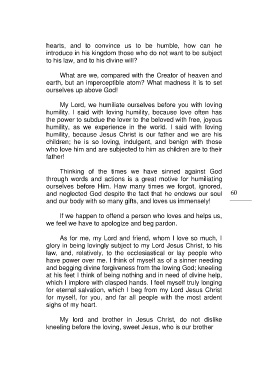 hearts, and to convince us to be humble, how can he
introduce in his kingdom those who do not want to be subject
to his law, and to his divine will?
What are we, compared with the Creator of heaven and
earth, but an imperceptible atom? What madness it is to set
ourselves up above God!
My Lord, we humiliate ourselves before you with loving
humility. I said with loving humility, because love often has
the power to subdue the lover to the beloved with free, joyous
humility, as we experience in the world. I said with loving
humility, because Jesus Christ is our father and we are his
children; he is so loving, indulgent, and benign with those
who love him and are subjected to him as children are to their
father!
Thinking of the times we have sinned against God
through words and actions is a great motive for humiliating
ourselves before Him. Haw many times we forgot, ignored,
and neglected God despite the fact that he endows our soul
and our body with so many gifts, and loves us immensely!
60
If we happen to offend a person who loves and helps us,
we feel we have to apologize and beg pardon.
As for me, my Lord and friend, whom I love so much, I
glory in being lovingly subject to my Lord Jesus Christ, to his
law, and, relatively, to the ecclesiastical or lay people who
have power over me. I think of myself as of a sinner needing
and begging divine forgiveness from the lowing God; kneeling
at his feet I think of being nothing and in need of divine help,
which I implore with clasped hands. I feel myself truly longing
for eternal salvation, which I beg from my Lord Jesus Christ
for myself, for you, and far all people with the most ardent
sighs of my heart.
My lord and brother in Jesus Christ, do not dislike
kneeling before the loving, sweet Jesus, who is our brother